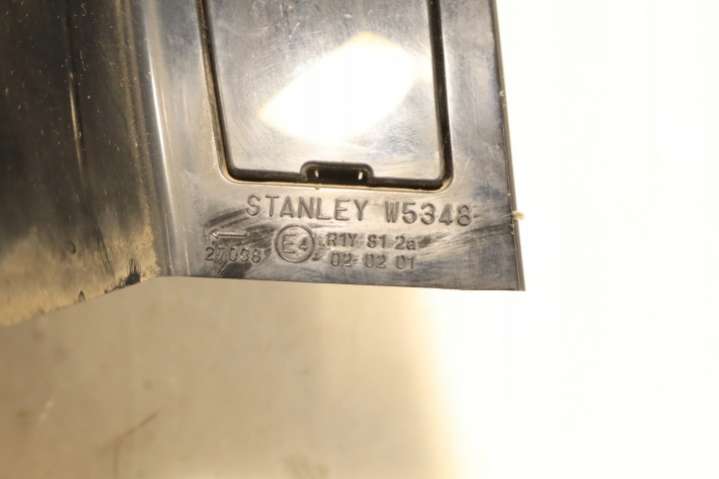 STANLEY W5348
E4 R1Y S1 2a
27038 02 02 01